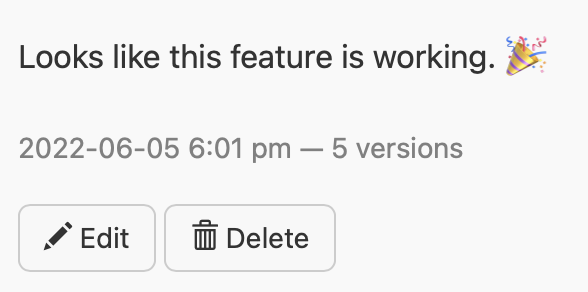 Looks like this feature is working. 🎉
2022-06-05 6:01 pm — 5 versions
Edit Delete